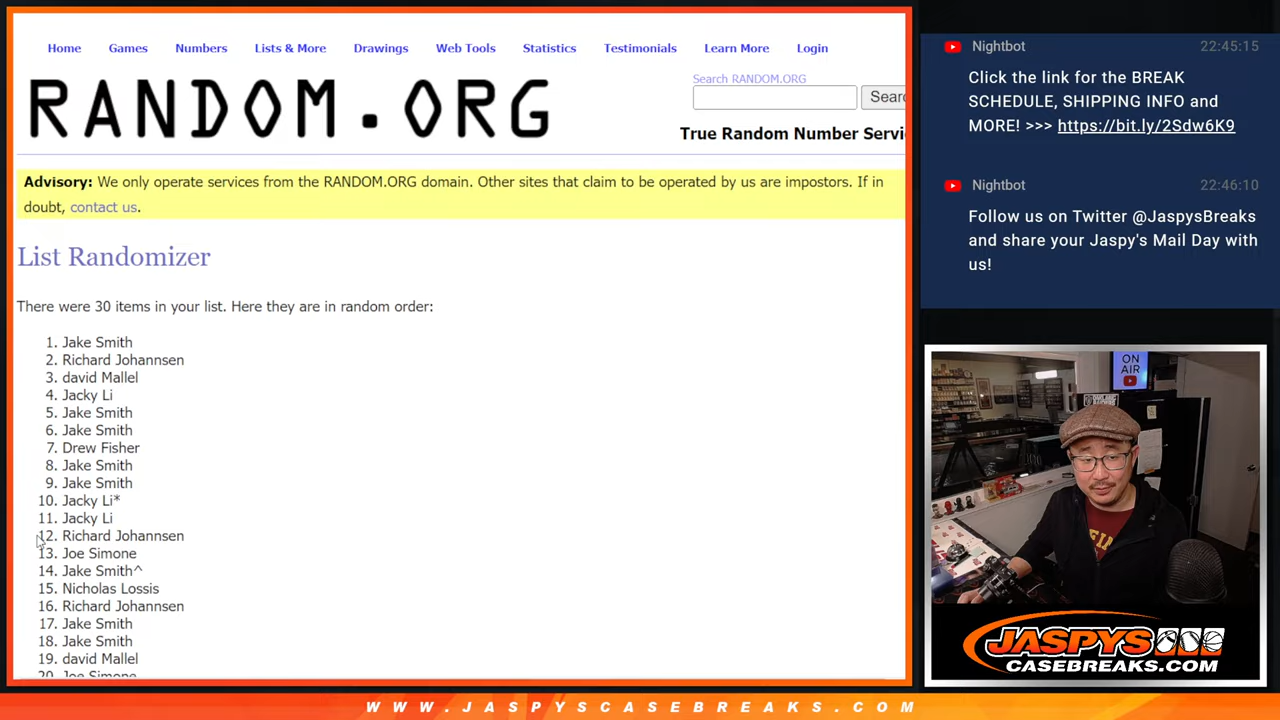 Home Games Numbers Lists & More Drawings Web Tools Statistics Testimonials Learn More Login
RANDOM.ORG
Search RANDOM.ORG
Sear
True Random Number Servi
Advisory: We only operate services from the RANDOM.ORG domain. Other sites that claim to be operated by us are impostors. If in
doubt, contact us.
List Randomizer
There were 30 items in your list. Here they are in random order:
1. Jake Smith
2. Richard Johannsen
3. david Mallel
4. Jacky Li
5. Jake Smith
6. Jake Smith
7. Drew Fisher
8. Jake Smith
9. Jake Smith
10. Jacky Li*
11. Jacky Li
12. Richard Johannsen
13. Joe Simone
14. Jake Smith^
15. Nicholas Lossis
16. Richard Johannsen
17. Jake Smith
18. Jake Smith
19. david Mallel
20. Joe Simone
Nightbot 22:45:15
Click the link for the BREAK
SCHEDULE, SHIPPING INFO and
MORE! >>> https://bit.ly/2Sdw6K9
Nightbot 22:46:10
Follow us on Twitter @JaspysBreaks
and share your Jaspy's Mail Day with
us!
ON
AIR
JASPYS
CASEBREAKS.COM
WWW.JASPYSCASEBREAKS.COM